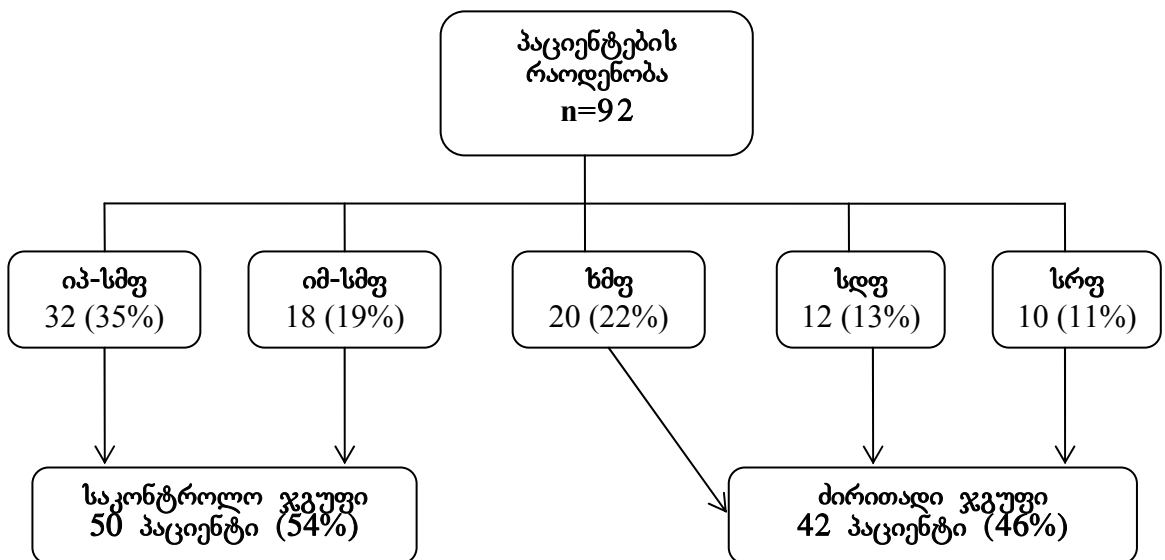 პაციენტების
რაოდენობა
n=92
იპ-სმფ
32 (35%)
იმ-სმფ
18 (19%)
ხმფ
20 (22%)
სდფ
12 (13%)
სრფ
10 (11%)
საკონტროლო ჯგუფი
50 პაციენტი (54%)
ძირითადი ჯგუფი
42 პაციენტი (46%)